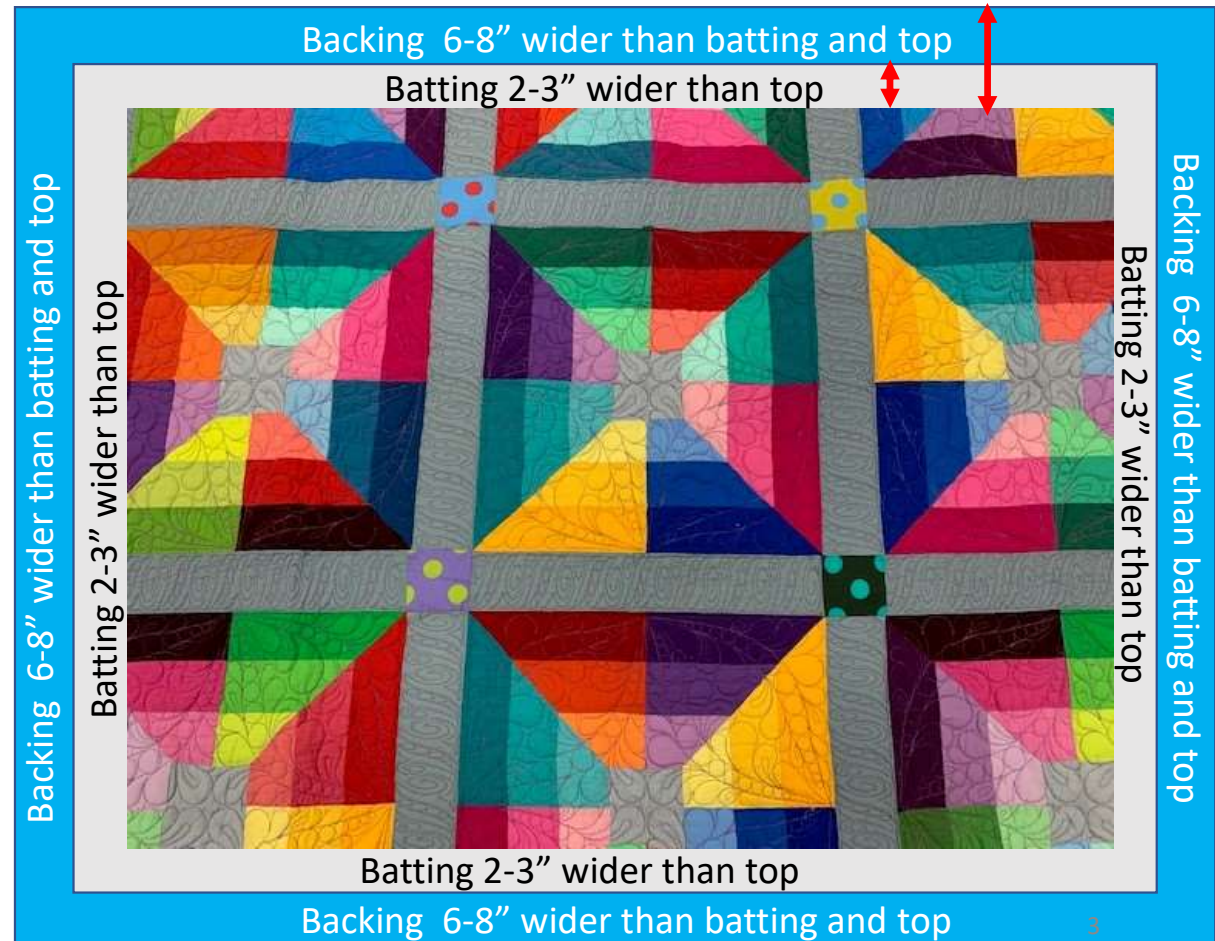 Backing  6-8” wider than batting and top
Batting 2-3” wider than top
Backing  6-8” wider than batting and top
Batting 2-3” wider than top
Batting 2-3” wider than top
Backing  6-8” wider than batting and top
Batting 2-3” wider than top
Backing  6-8” wider than batting and top
3